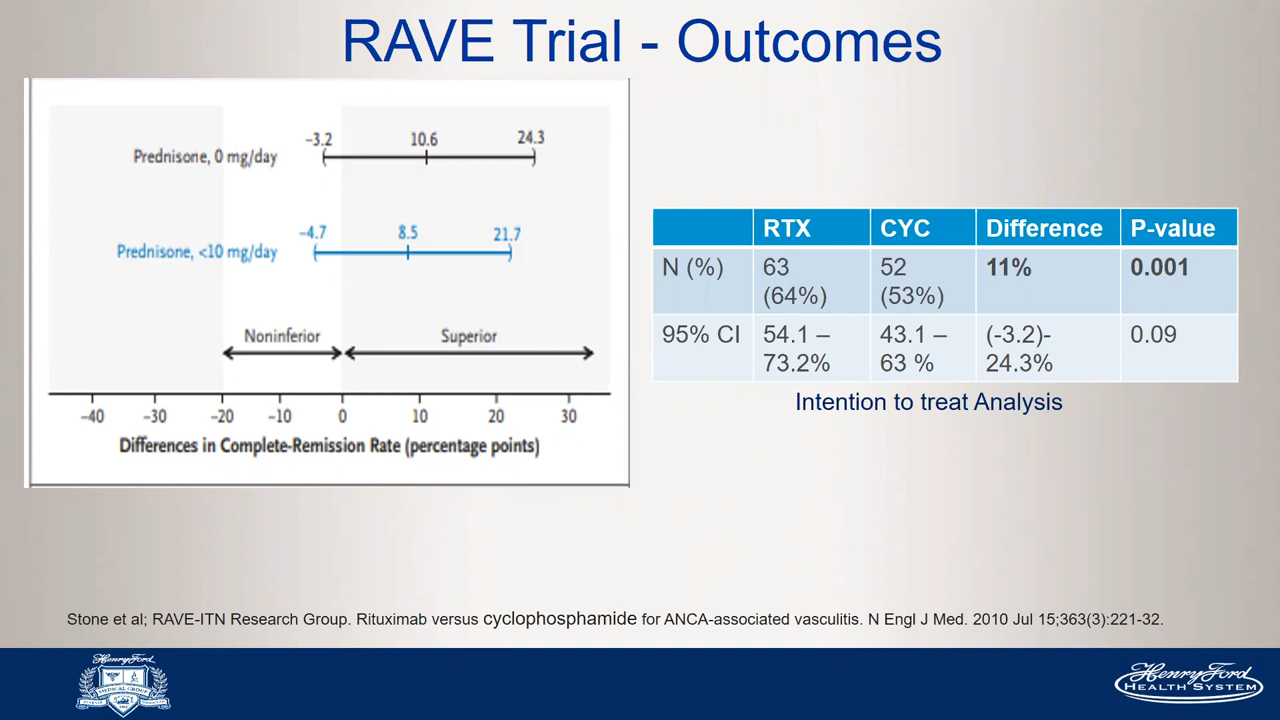 RAVE Trial - Outcomes
−3.2 10.6 24.3
Prednisone, 0 mg/day
−4.7 8.5 21.7
Prednisone, <10 mg/day
Noninferior Superior
−40 −30 −20 −10 0 10 20 30
Differences in Complete-Remission Rate (percentage points)
RTX CYC Difference P-value
N (%) 63 52 11% 0.001
(64%) (53%)
95% CI 54.1 – 43.1 – (-3.2)- 0.09
73.2% 63 % 24.3%
Intention to treat Analysis
Stone et al; RAVE-ITN Research Group. Rituximab versus cyclophosphamide for ANCA-associated vasculitis. N Engl J Med. 2010 Jul 15;363(3):221-32.
Henry Ford
MEDICAL GROUP
Henry Ford
HEALTH SYSTEM